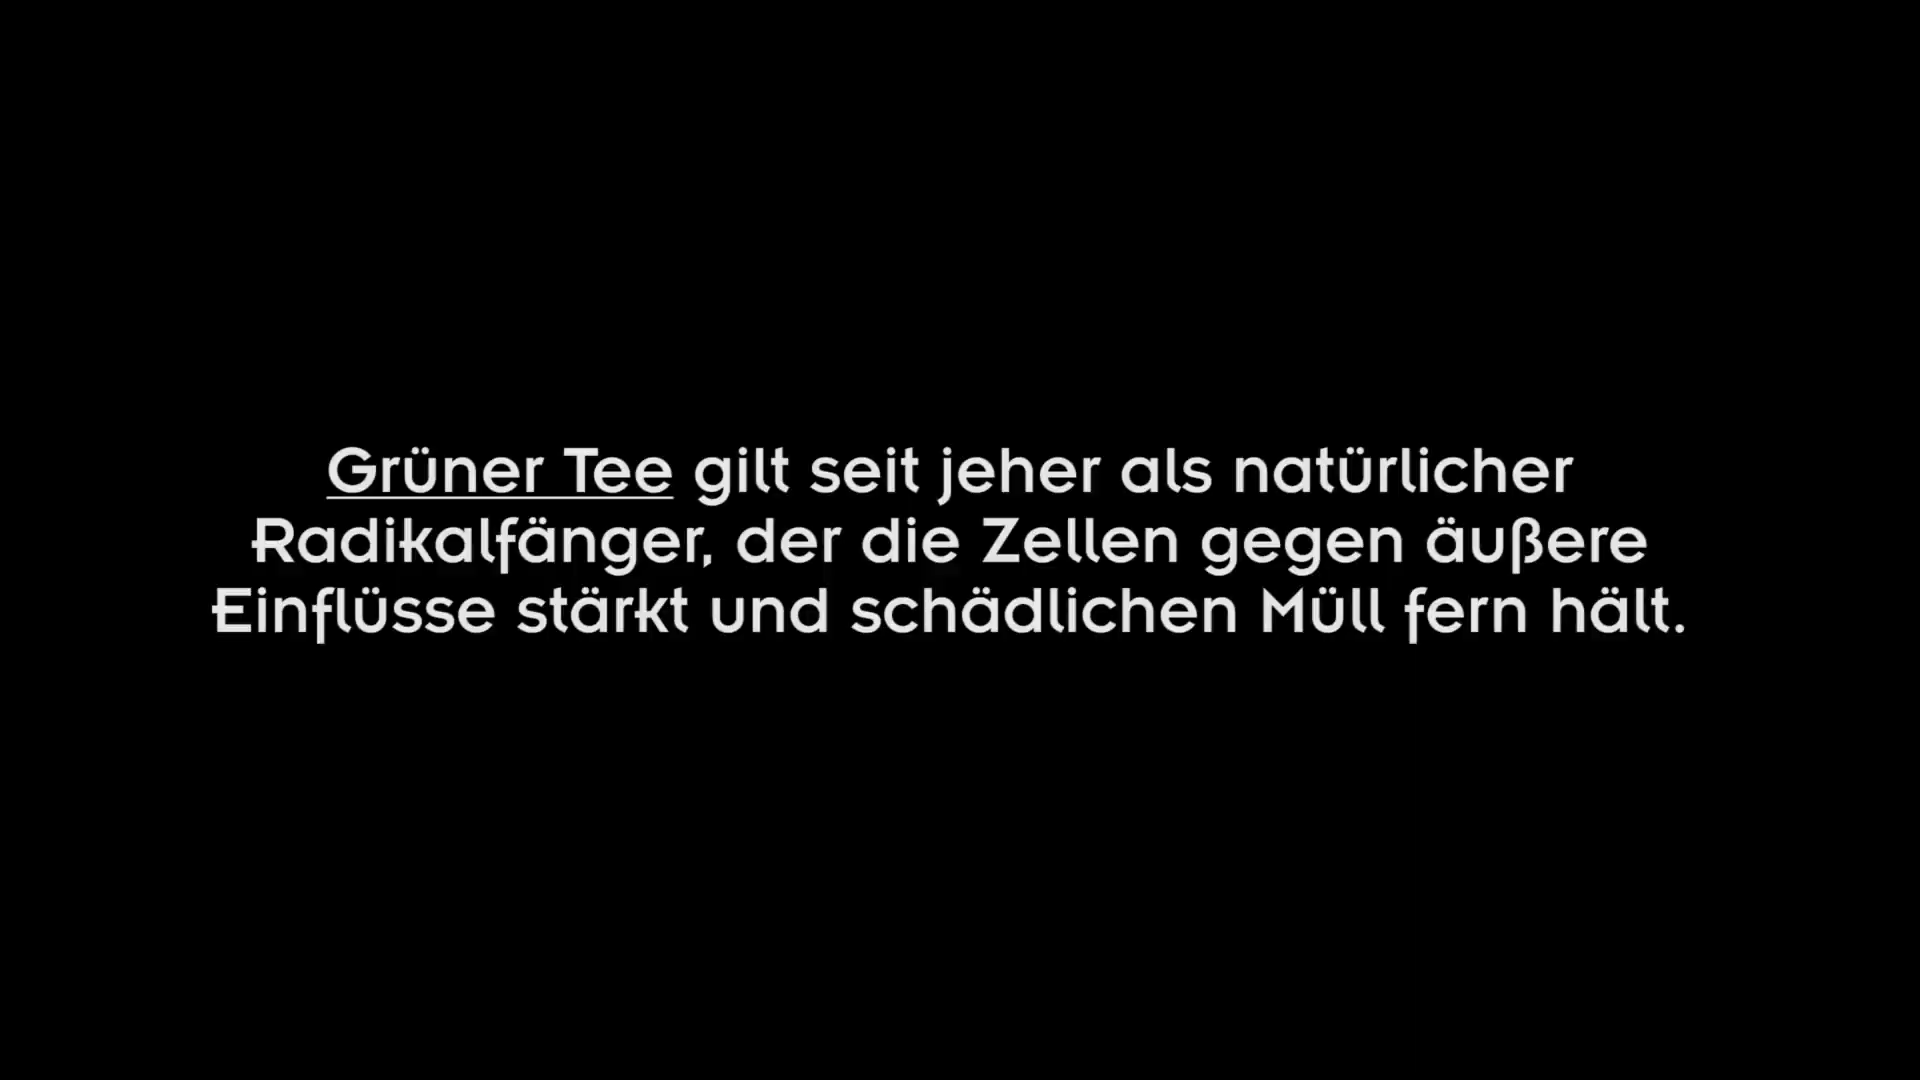 Grüner Tee gilt seit jeher als natürlicher
Radikalfänger, der die Zellen gegen äußere
Einflüsse stärkt und schädlichen Müll fern hält.